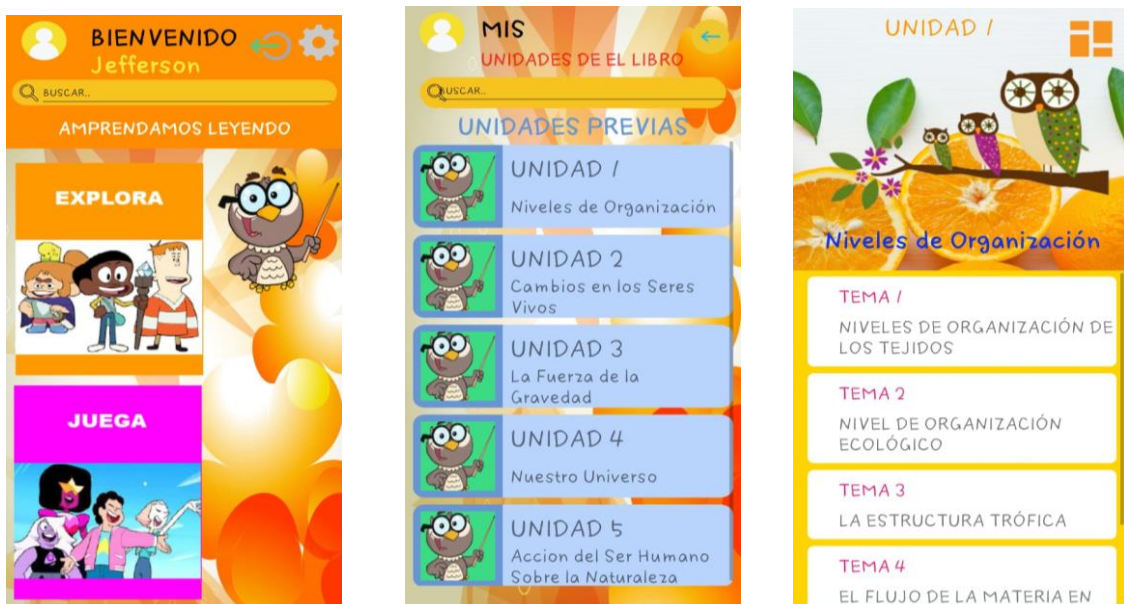 BIENVENIDO
Jefferson
BUSCAR..
AMPRENDAMOS LEYENDO
EXPLORA
JUEGA
MIS
UNIDADES DE EL LIBRO
BUSCAR..
UNIDADES PREVIAS
UNIDAD 1
Niveles de Organización
UNIDAD 2
Cambios en los Seres
Vivos
UNIDAD 3
La Fuerza de la
Gravedad
UNIDAD 4
Nuestro Universo
UNIDAD 5
Accion del Ser Humano
Sobre la Naturaleza
UNIDAD 1
Niveles de Organización
TEMA 1
NIVELES DE ORGANIZACIÓN DE
LOS TEJIDOS
TEMA 2
NIVEL DE ORGANIZACIÓN
ECOLÓGICO
TEMA 3
LA ESTRUCTURA TRÓFICA
TEMA 4
EL FLUJO DE LA MATERIA EN